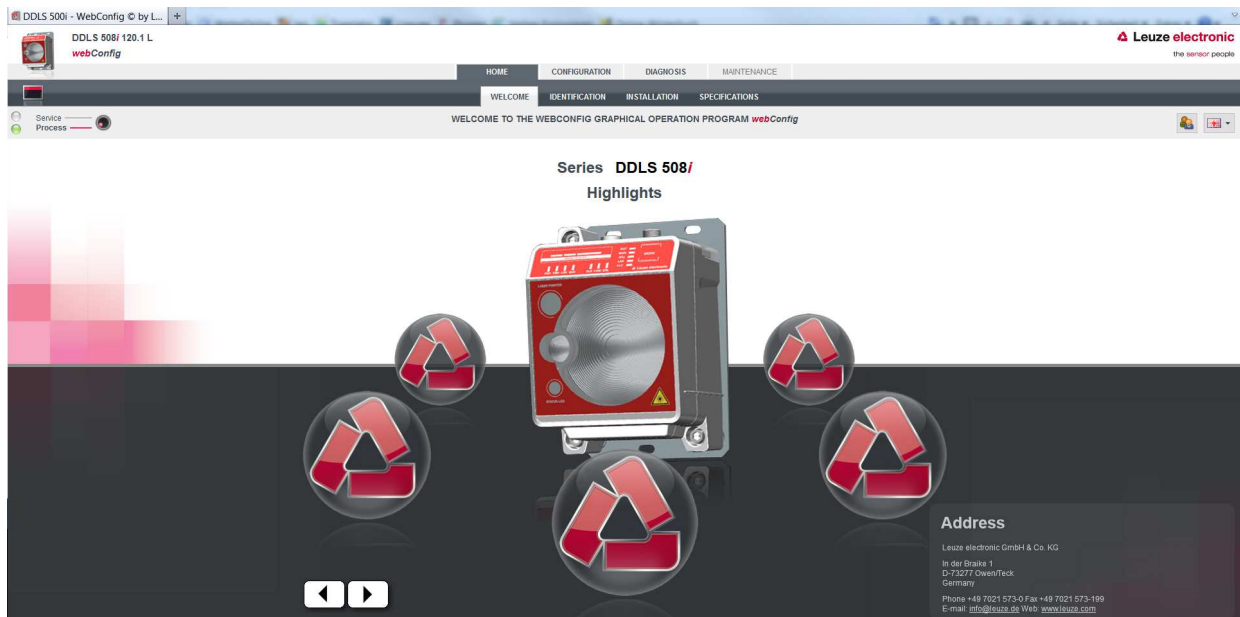 DDLS 500i - WebConfig © by L... +
DDLS 508i 120.1 L
webConfig
Leuze electronic
the sensor people
HOME CONFIGURATION DIAGNOSIS MAINTENANCE
WELCOME IDENTIFICATION INSTALLATION SPECIFICATIONS
Service
Process
WELCOME TO THE WEBCONFIG GRAPHICAL OPERATION PROGRAM webConfig
Series DDLS 508i
Highlights
LASER POINTER
Address
Leuze electronic GmbH & Co. KG
In der Braike 1
D-73277 Owen/Teck
Germany
Phone +49 7021 573-0 Fax +49 7021 573-199
E-mail: info@leuze.de Web: www.leuze.com